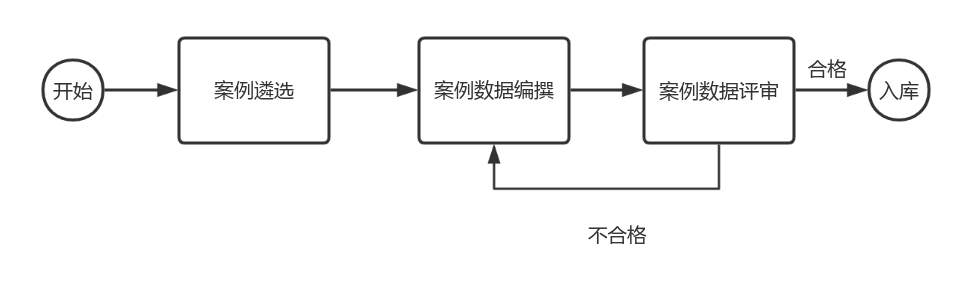 开始
案例遴选
案例数据编撰
案例数据评审
合格
入库
不合格